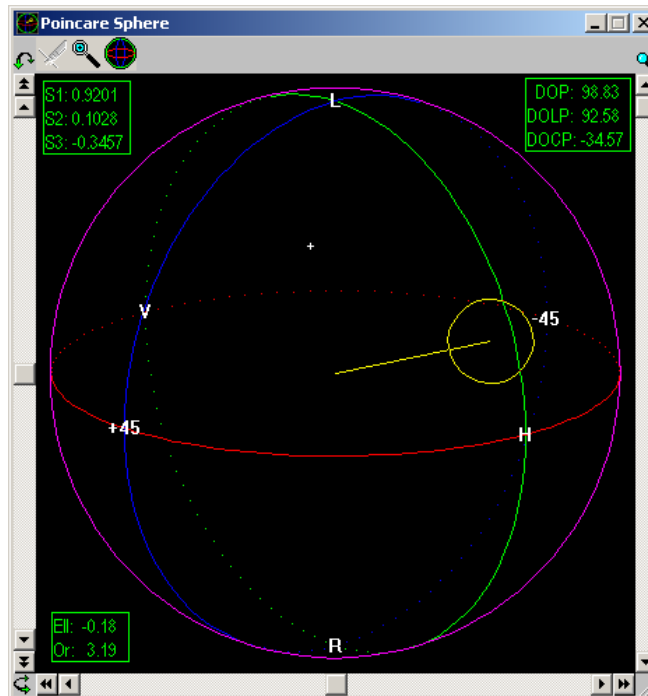 Poincare Sphere
S1: 0.9201
S2: 0.1028
S3: -0.3457
DOP: 98.83
DOLP: 92.58
DOCP: -34.57
L
V
-45
+45
H
R
Ell: -0.18
Or: 3.19